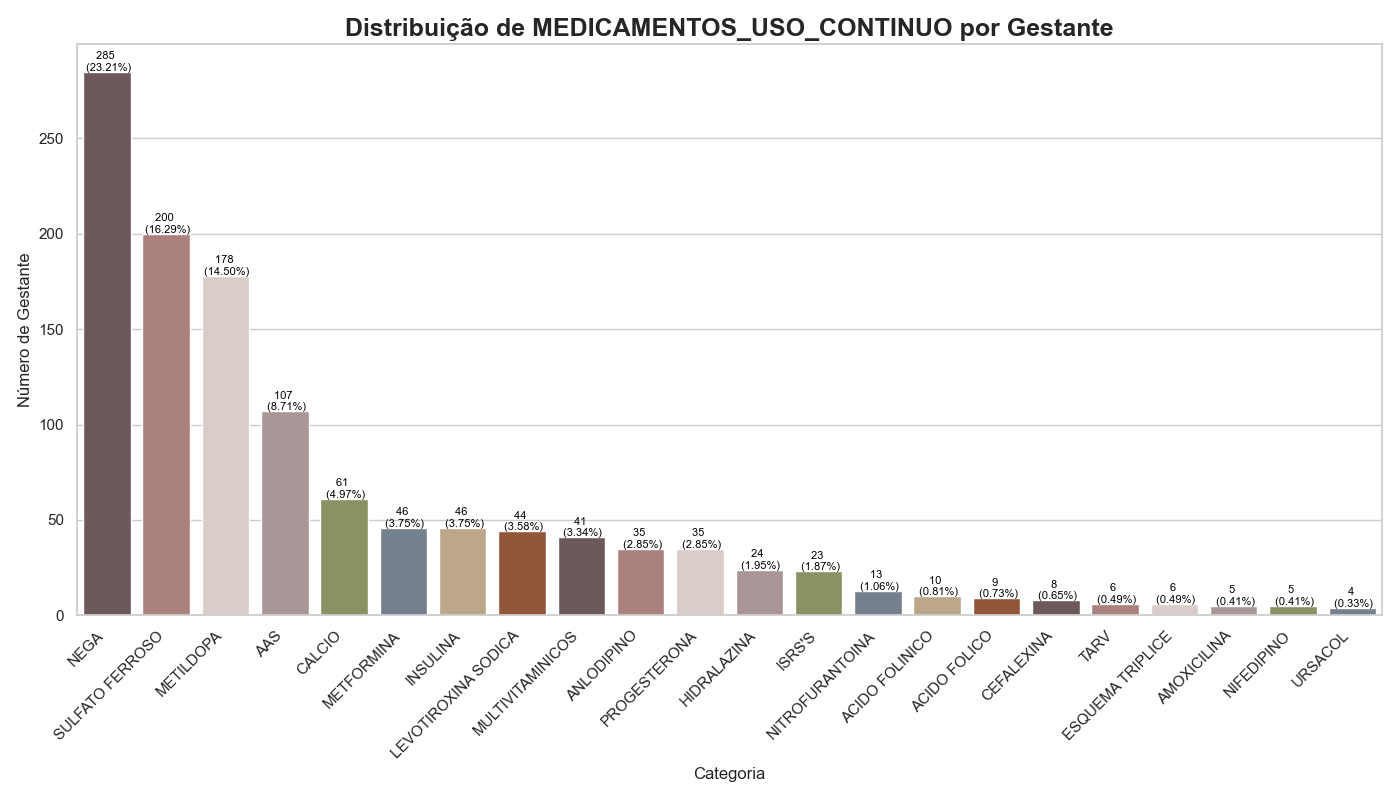 Distribuição de MEDICAMENTOS_USO_CONTINUO por Gestante
285
(23.21%)
200
(16.29%)
178
(14.50%)
107
(8.71%)
61
(4.97%)
46
(3.75%)
46
(3.75%)
44
(3.58%)
41
(3.34%)
35
(2.85%)
35
(2.85%)
24
(1.95%)
23
(1.87%)
13
(1.06%)
10
(0.81%)
9
(0.73%)
8
(0.65%)
6
(0.49%)
6
(0.49%)
5
(0.41%)
5
(0.41%)
4
(0.33%)
250
200
150
100
50
0
Número de Gestante
NEGA
SULFATO FERROSO
METILDOPA
AAS
CALCIO
METFORMINA
INSULINA
LEVOTIROXINA SODICA
MULTIVITAMINICOS
ANLODIPINO
PROGESTERONA
HIDRALAZINA
ISRS'S
NITROFURANTOINA
ACIDO FOLINICO
ACIDO FOLICO
CEFALEXINA
TARV
ESQUEMA TRIPLICE
AMOXICILINA
NIFEDIPINO
URSACOL
Categoria